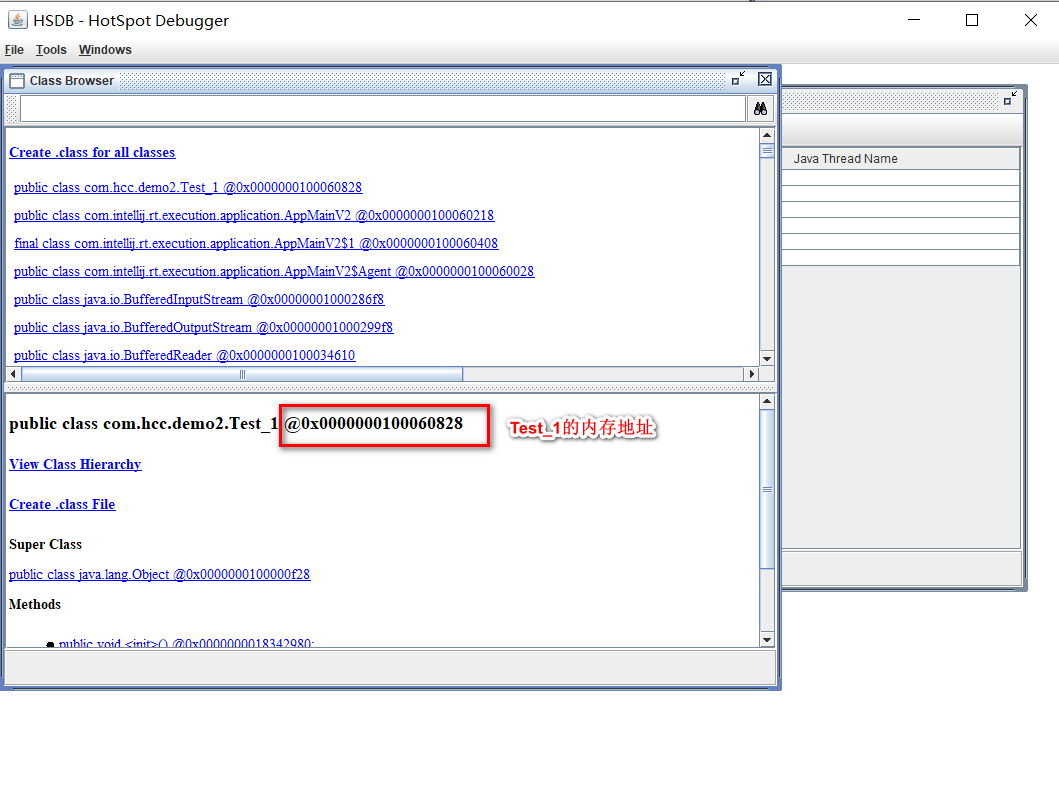 HSDB - HotSpot Debugger
File Tools Windows
Class Browser
Java Thread Name
Create .class for all classes
public class com.hcc.demo2.Test_1 @0x0000000100060828
public class com.intellij.rt.execution.application.AppMainV2 @0x0000000100060218
final class com.intellij.rt.execution.application.AppMainV2$1 @0x0000000100060408
public class com.intellij.rt.execution.application.AppMainV2$Agent @0x0000000100060028
public class java.io.BufferedInputStream @0x00000001000286f8
public class java.io.BufferedOutputStream @0x00000001000299f8
public class java.io.BufferedReader @0x0000000100034610
public class com.hcc.demo2.Test_1 @0x0000000100060828
Test_1的内存地址
View Class Hierarchy
Create .class File
Super Class
public class java.lang.Object @0x0000000100000f28
Methods
public void <init>() @0x0000000018342980;